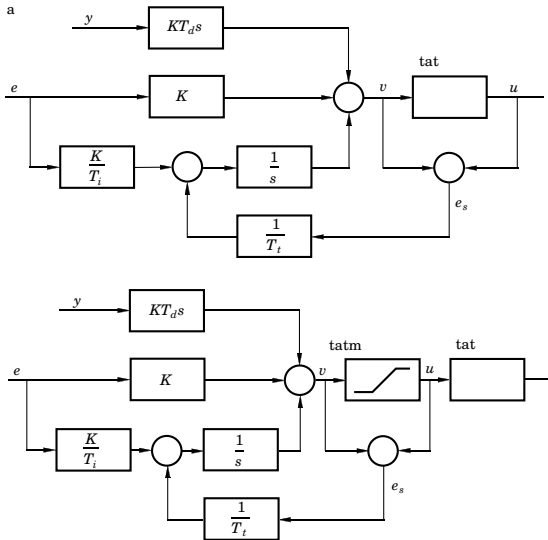 a
y
KT_d s
tat
e
K
v
u
K/T_i
1/s
e_s
1/T_t
y
KT_d s
tatm
tat
e
K
v
u
K/T_i
1/s
e_s
1/T_t